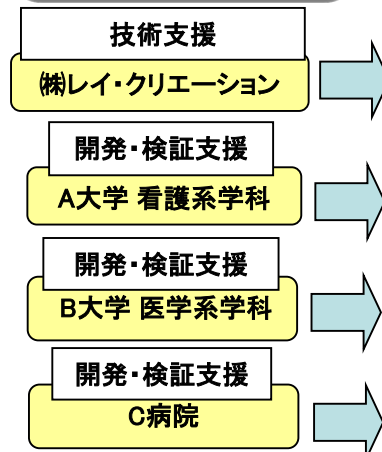 技術支援
㈱レイ・クリエーション
開発・検証支援
A大学 看護系学科
開発・検証支援
B大学 医学系学科
開発・検証支援
C病院